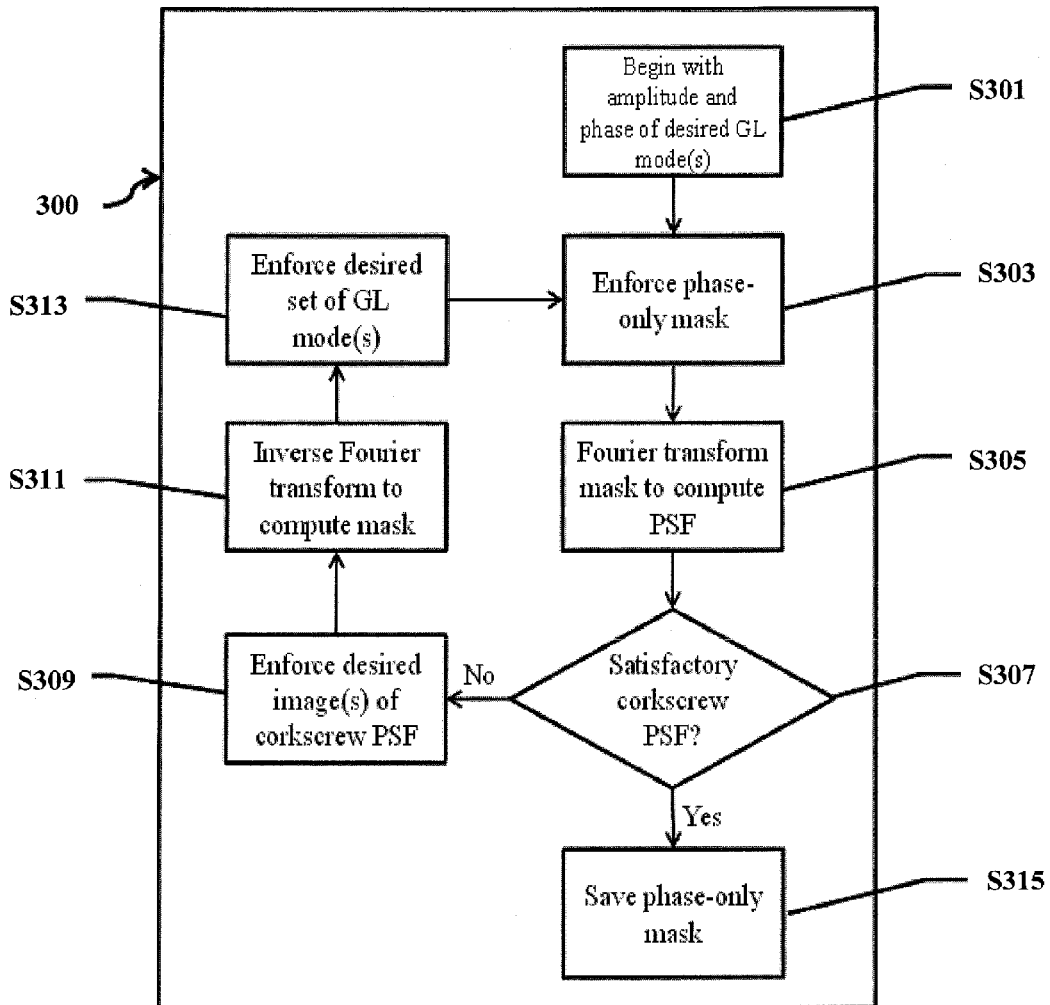 Begin with
amplitude and
phase of desired GL
mode(s)
S301
300
Enforce desired
set of GL
mode(s)
S313
Enforce phase-
only mask
S303
Inverse Fourier
transform to
compute mask
S311
Fourier transform
mask to compute
PSF
S305
Enforce desired
image(s) of
corkscrew PSF
S309
No
Satisfactory
corkscrew
PSF?
S307
Yes
Save phase-only
mask
S315